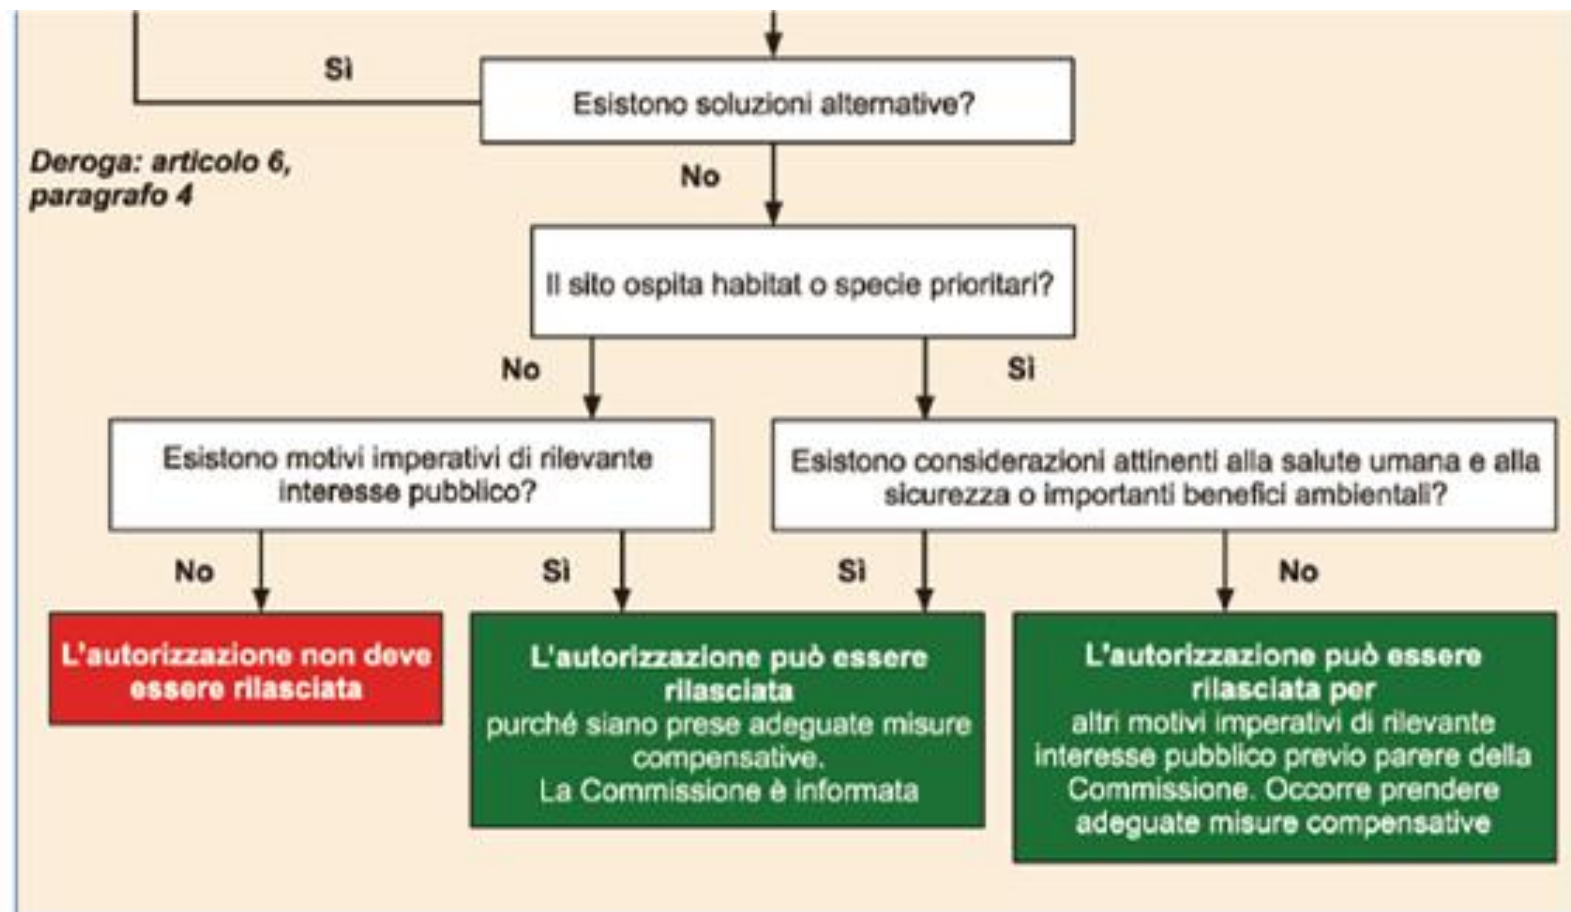 Sì
Esistono soluzioni alternative?
Deroga: articolo 6,
paragrafo 4
No
Il sito ospita habitat o specie prioritari?
No
Sì
Esistono motivi imperativi di rilevante
interesse pubblico?
Esistono considerazioni attinenti alla salute umana e alla
sicurezza o importanti benefici ambientali?
No
Sì
Sì
No
L'autorizzazione non deve
essere rilasciata
L'autorizzazione può essere
rilasciata
purché siano prese adeguate misure
compensative.
La Commissione è informata
L'autorizzazione può essere
rilasciata per
altri motivi imperativi di rilevante
interesse pubblico previo parere della
Commissione. Occorre prendere
adeguate misure compensative